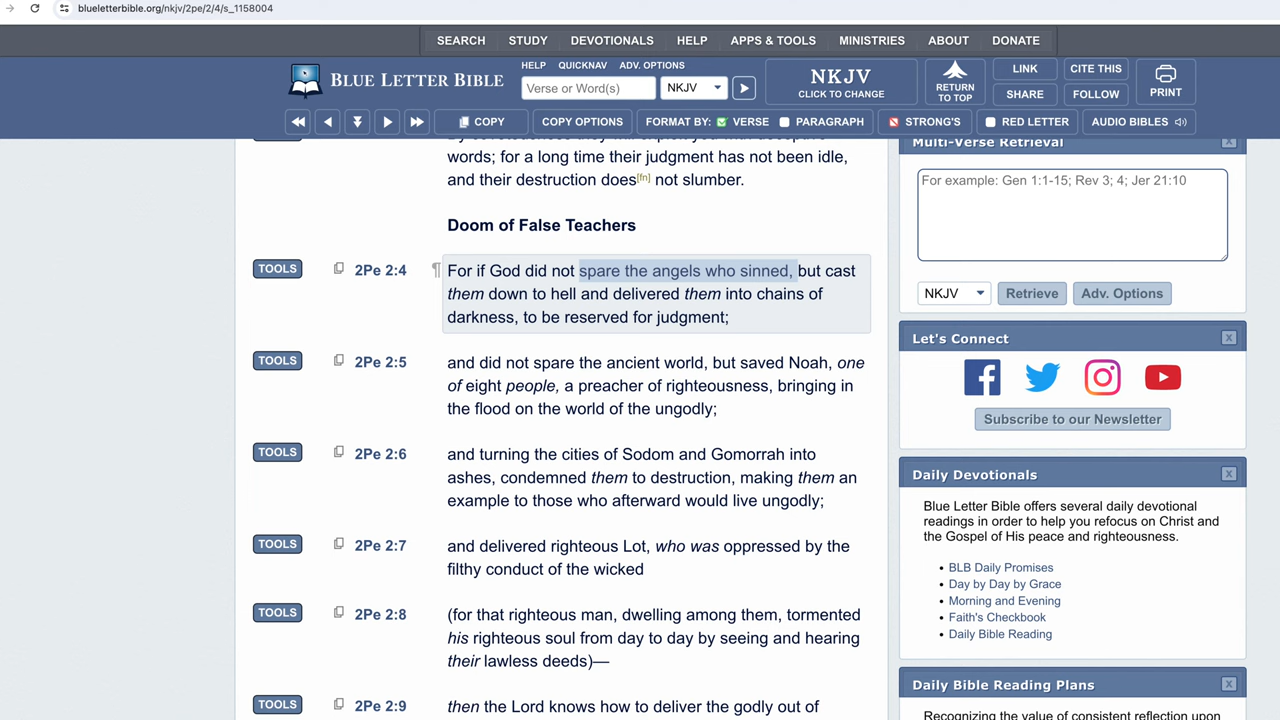 blueletterbible.org/nkjv/2pe/2/4/s_1158004
SEARCH STUDY DEVOTIONALS HELP APPS & TOOLS MINISTRIES ABOUT DONATE
BLUE LETTER BIBLE
HELP QUICKNAV ADV. OPTIONS
Verse or Word(s) NKJV
NKJV
CLICK TO CHANGE
RETURN
TO TOP
LINK CITE THIS
SHARE FOLLOW
PRINT
COPY COPY OPTIONS FORMAT BY: VERSE PARAGRAPH STRONG'S RED LETTER AUDIO BIBLES
words; for a long time their judgment has not been idle,
and their destruction does[fn] not slumber.
Doom of False Teachers
TOOLS 2Pe 2:4 ¶ For if God did not spare the angels who sinned, but cast
them down to hell and delivered them into chains of
darkness, to be reserved for judgment;
TOOLS 2Pe 2:5 and did not spare the ancient world, but saved Noah, one
of eight people, a preacher of righteousness, bringing in
the flood on the world of the ungodly;
TOOLS 2Pe 2:6 and turning the cities of Sodom and Gomorrah into
ashes, condemned them to destruction, making them an
example to those who afterward would live ungodly;
TOOLS 2Pe 2:7 and delivered righteous Lot, who was oppressed by the
filthy conduct of the wicked
TOOLS 2Pe 2:8 (for that righteous man, dwelling among them, tormented
his righteous soul from day to day by seeing and hearing
their lawless deeds)—
TOOLS 2Pe 2:9 then the Lord knows how to deliver the godly out of
Multi-Verse Retrieval X
For example: Gen 1:1-15; Rev 3; 4; Jer 21:10
NKJV Retrieve Adv. Options
Let's Connect X
Subscribe to our Newsletter
Daily Devotionals X
Blue Letter Bible offers several daily devotional
readings in order to help you refocus on Christ and
the Gospel of His peace and righteousness.
• BLB Daily Promises
• Day by Day by Grace
• Morning and Evening
• Faith's Checkbook
• Daily Bible Reading
Daily Bible Reading Plans X
Recognizing the value of consistent reflection upon